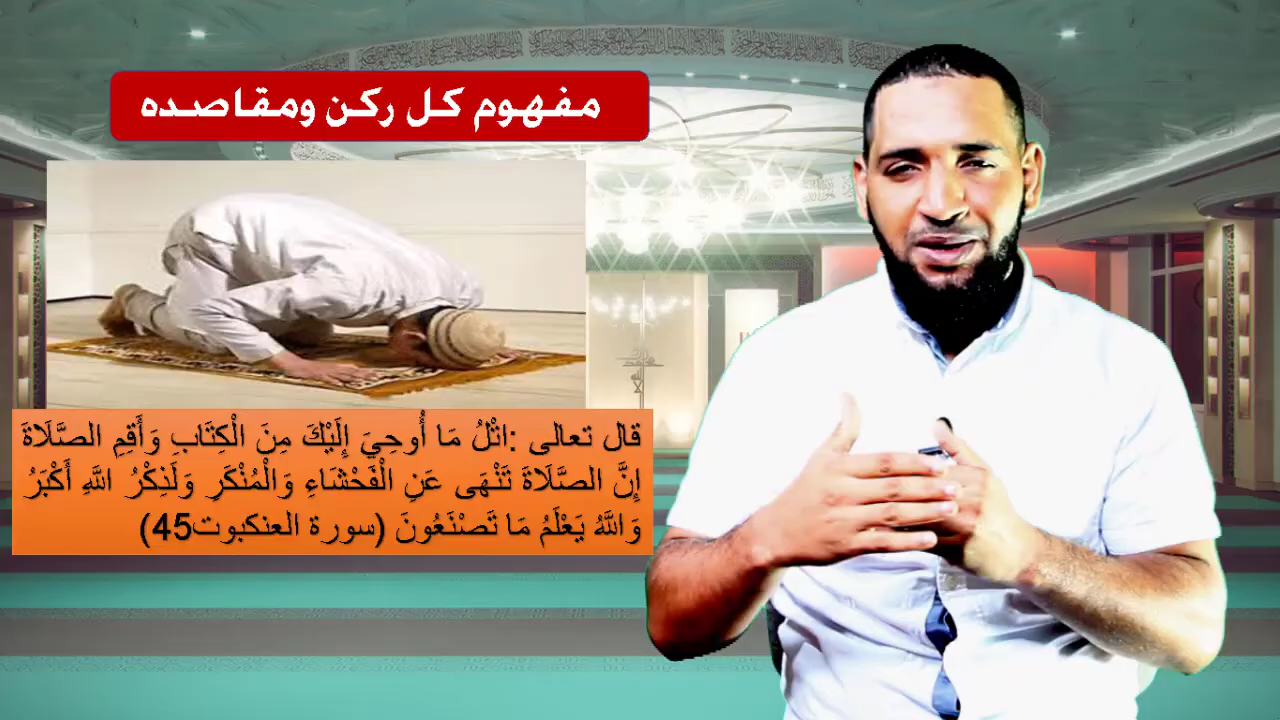 مفهوم كل ركن ومقاصده
قال تعالى :اتْلُ مَا أُوحِيَ إِلَيْكَ مِنَ الْكِتَابِ وَأَقِمِ الصَّلَاةَ
إِنَّ الصَّلَاةَ تَنْهَى عَنِ الْفَحْشَاءِ وَالْمُنْكَرِ وَلَذِكْرُ اللَّهِ أَكْبَرُ
وَاللَّهُ يَعْلَمُ مَا تَصْنَعُونَ (سورة العنكبوت45)